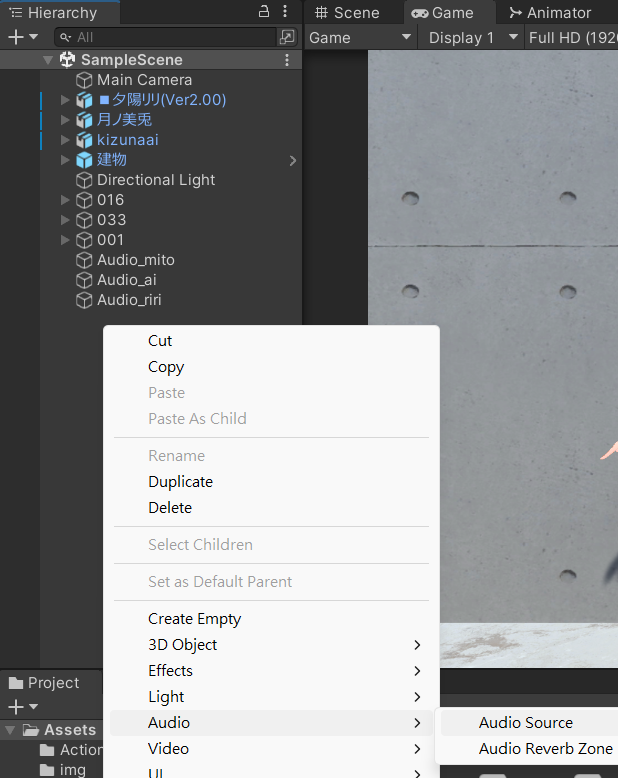 Hierarchy
Scene
Game
Animator
All
Game
Display 1
Full HD (192
SampleScene
Main Camera
■夕陽リリ(Ver2.00)
月ノ美兎
kizunaai
建物
Directional Light
016
033
001
Audio_mito
Audio_ai
Audio_riri
Cut
Copy
Paste
Paste As Child
Rename
Duplicate
Delete
Select Children
Set as Default Parent
Create Empty
3D Object
Effects
Light
Audio
Video
UI
Audio Source
Audio Reverb Zone
Project
Assets
Action
img